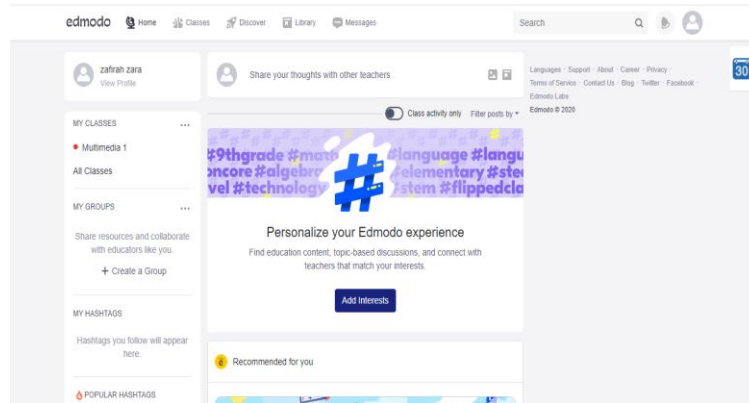 edmodo Home Classes Discover Library Messages Search
zafirah zara
View Profile
MY CLASSES
Multimedia 1
All Classes
MY GROUPS
Share resources and collaborate
with educators like you.
+ Create a Group
MY HASHTAGS
Hashtags you follow will appear
here.
POPULAR HASHTAGS
Share your thoughts with other teachers
Class activity only Filter posts by
#9thgrade #math #language #langu
oncore #algebra #elementary #ste
vel #technology #stem #flippedcla
#
Personalize your Edmodo experience
Find education content, topic-based discussions, and connect with
teachers that match your interests.
Add Interests
Recommended for you
Languages · Support · About · Career · Privacy ·
Terms of Service · Contact Us · Blog · Twitter · Facebook ·
Edmodo Labs
Edmodo © 2020
30